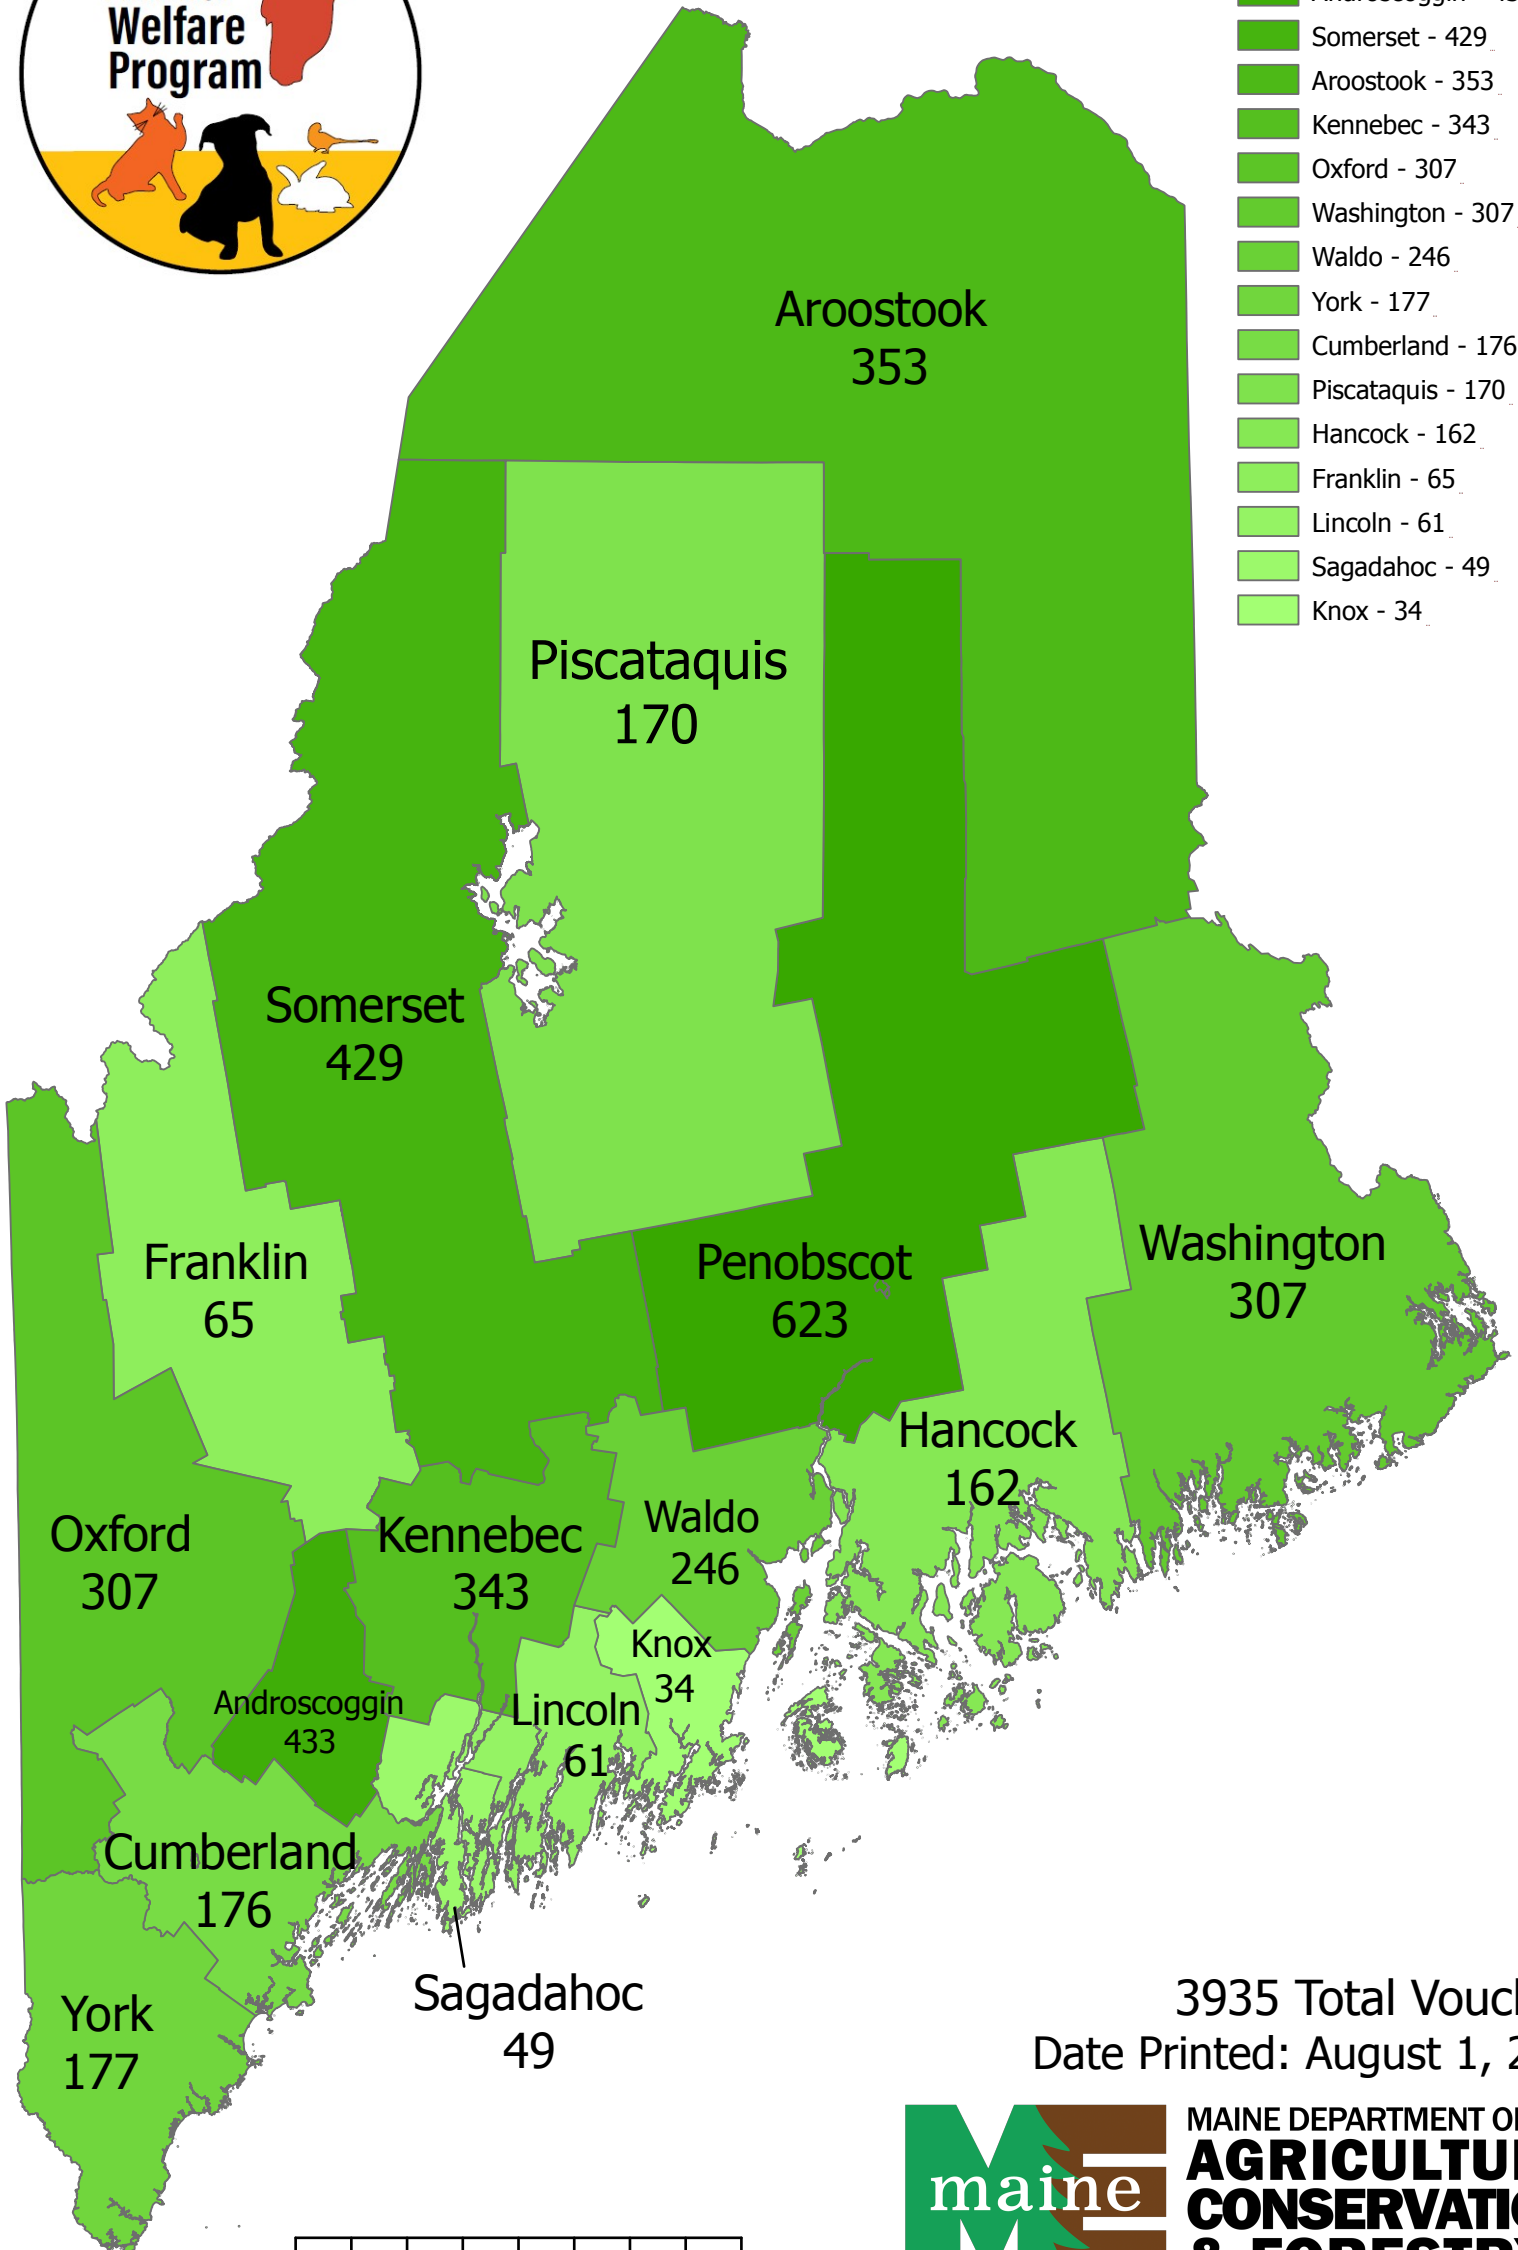 Welfare
Program
Somerset - 429
Aroostook - 353
Kennebec - 343
Oxford - 307
Washington - 307
Waldo - 246
York - 177
Cumberland - 176
Piscataquis - 170
Hancock - 162
Franklin - 65
Lincoln - 61
Sagadahoc - 49
Knox - 34
Aroostook
353
Piscataquis
170
Somerset
429
Franklin
65
Penobscot
623
Washington
307
Hancock
162
Oxford
307
Kennebec
343
Waldo
246
Knox
34
Androscoggin
433
Lincoln
61
Cumberland
176
Sagadahoc
49
York
177
3935 Total
Date Printed: August 1,
maine
MAINE DEPARTMENT